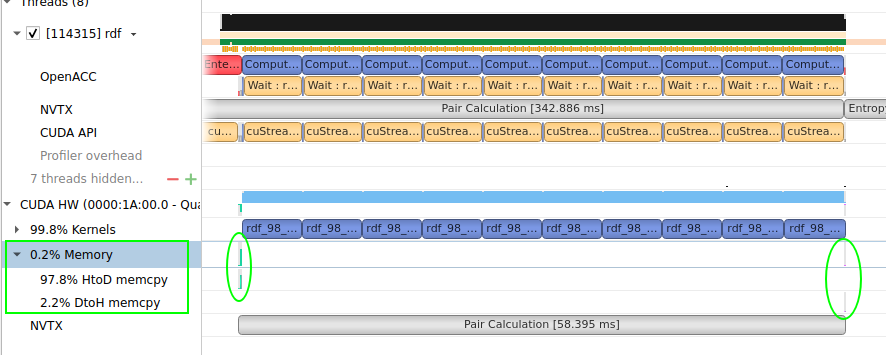 Threads (8)
[114315] rdf
OpenACC
Ente... Comput... Comput... Comput... Comput... Comput... Comput... Comput... Comput... Comput... Comput...
Wait : r... Wait : r... Wait : r... Wait : r... Wait : r... Wait : r... Wait : r... Wait : r... Wait : r... Wait : r...
NVTX
Pair Calculation [342.886 ms]
Entropy
CUDA API
cu... cuStrea... cuStrea... cuStrea... cuStrea... cuStrea... cuStrea... cuStrea... cuStrea... cuStrea... cuStrea...
Profiler overhead
7 threads hidden...
CUDA HW (0000:1A:00.0 - Qua
99.8% Kernels
rdf_98_... rdf_98_... rdf_98_... rdf_98_... rdf_98_... rdf_98_... rdf_98_... rdf_98_... rdf_98_... rdf_98_...
0.2% Memory
97.8% HtoD memcpy
2.2% DtoH memcpy
NVTX
Pair Calculation [58.395 ms]